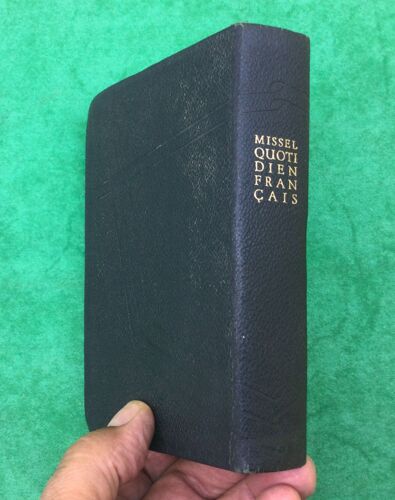 MISSEL
QUOTI
DIEN
FRAN
ÇAIS